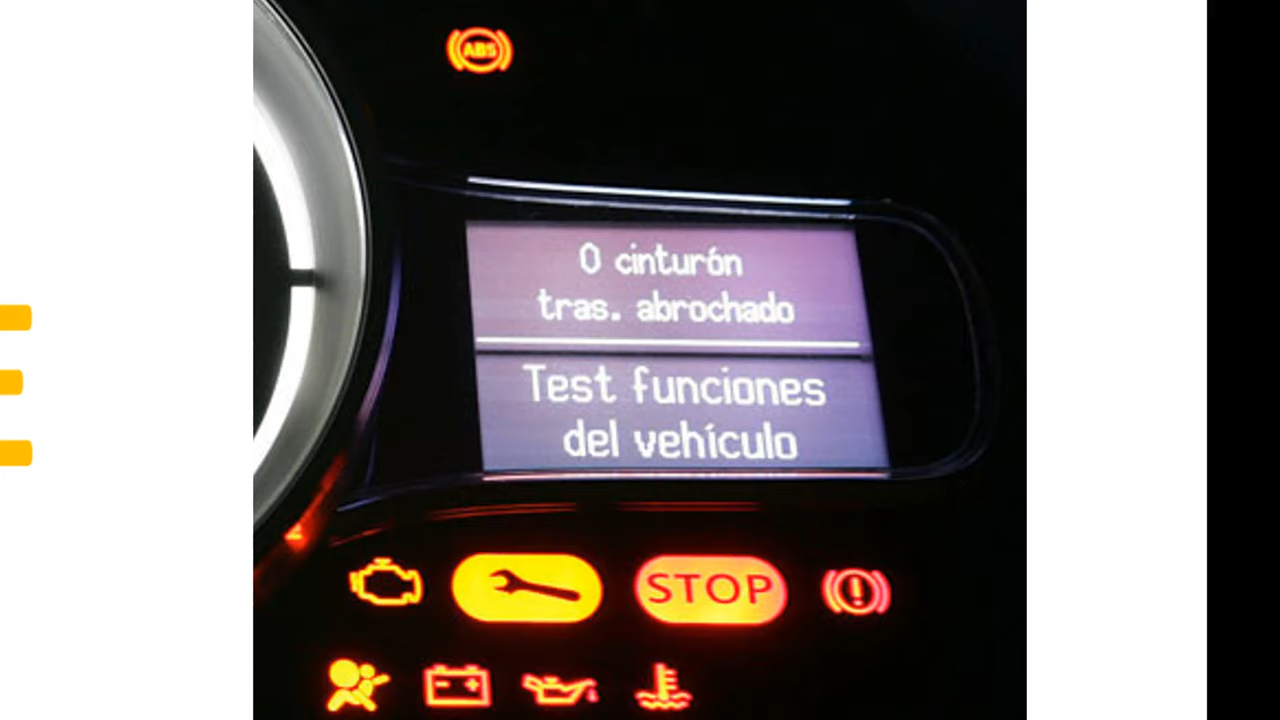 ABS
0 cinturón
tras. abrochado
Test funciones
del vehículo
STOP